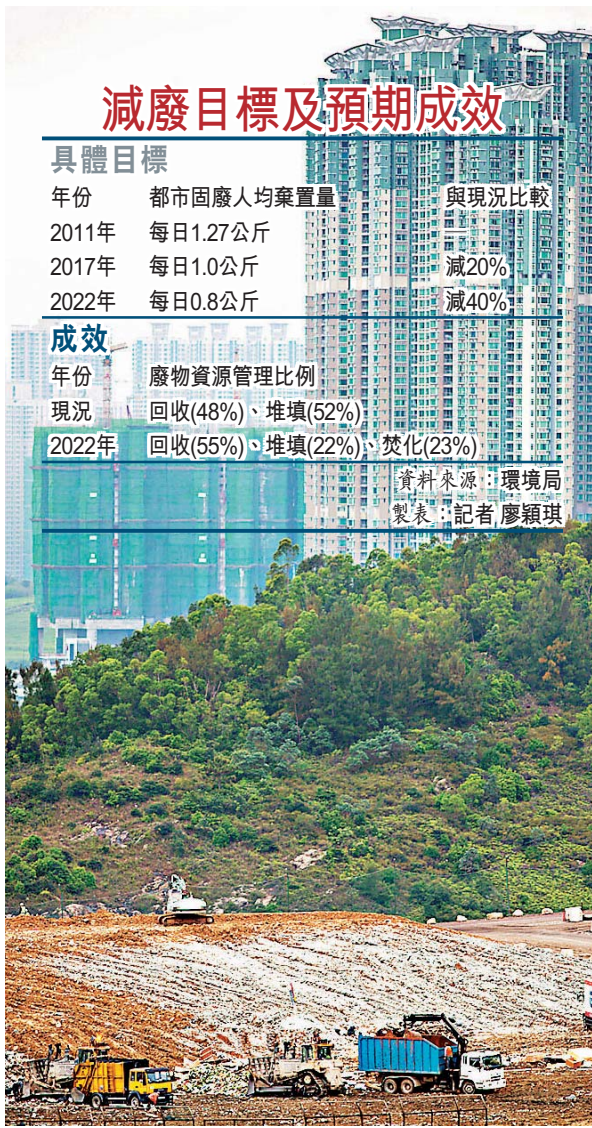 減廢目標及預期成效
具體目標
年份 都市固廢人均棄置量 與現況比較
2011年 每日1.27公斤 —
2017年 每日1.0公斤 減20%
2022年 每日0.8公斤 減40%
成效
年份 廢物資源管理比例
現況 回收(48%)、堆填(52%)
2022年 回收(55%)、堆填(22%)、焚化(23%)
資料來源：環境局
製表：記者 廖穎琪